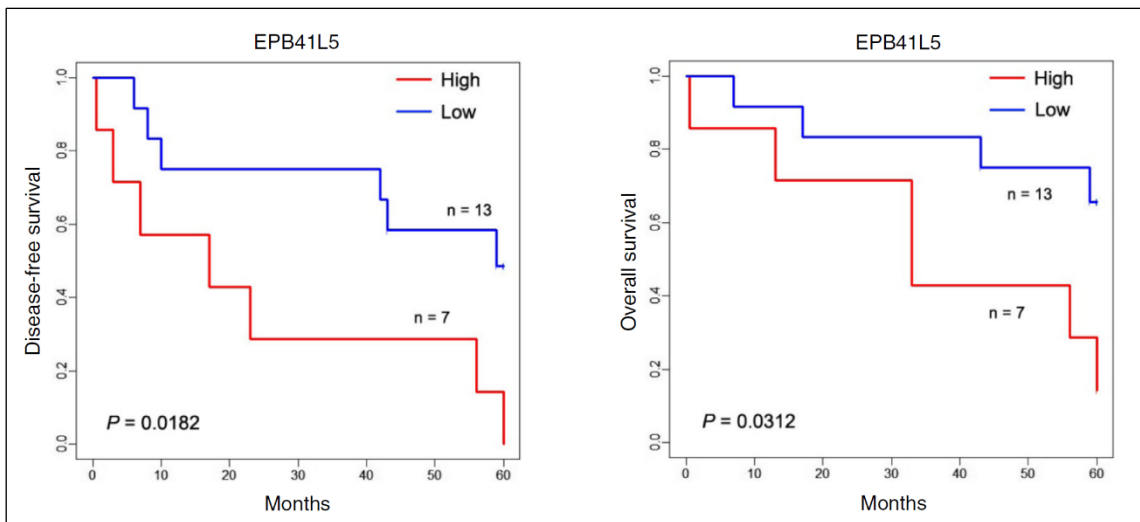 EPB41L5
Disease-free survival
1.0
0.8
0.6
0.4
0.2
0.0
High
Low
n = 13
n = 7
P = 0.0182
0 10 20 30 40 50 60
Months
EPB41L5
Overall survival
1.0
0.8
0.6
0.4
0.2
0.0
High
Low
n = 13
n = 7
P = 0.0312
0 10 20 30 40 50 60
Months